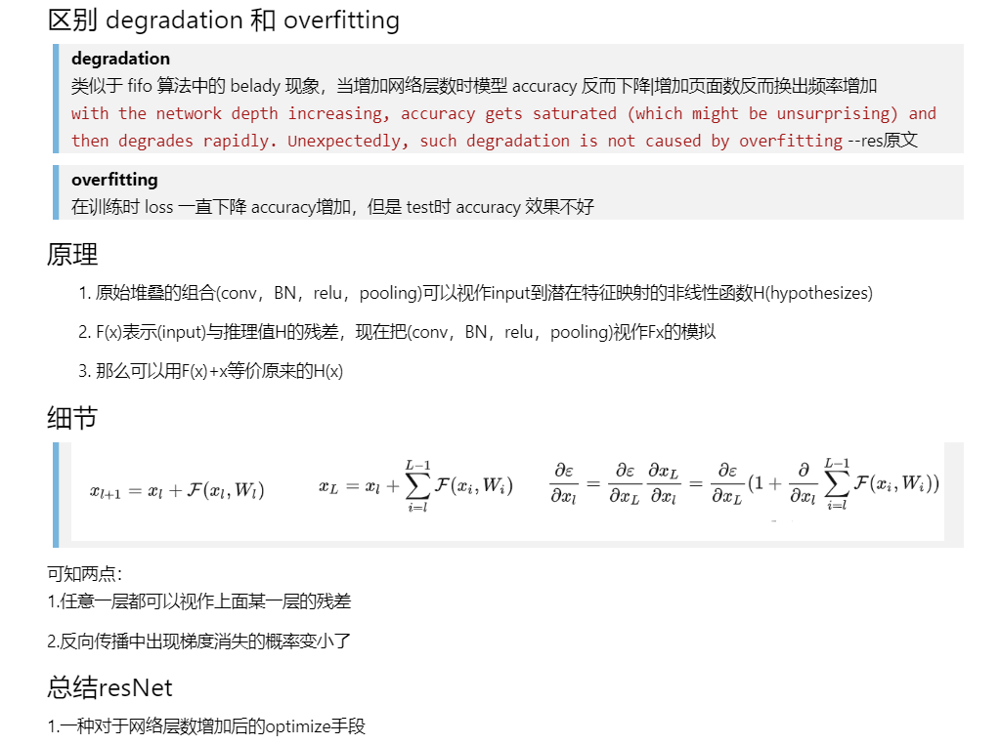 区别 degradation 和 overfitting
degradation
类似于 fifo 算法中的 belady 现象，当增加网络层数时模型 accuracy 反而下降|增加页面数反而换出频率增加
with the network depth increasing, accuracy gets saturated (which might be unsurprising) and
then degrades rapidly. Unexpectedly, such degradation is not caused by overfitting --res原文
overfitting
在训练时 loss 一直下降 accuracy增加，但是 test时 accuracy 效果不好
原理
1. 原始堆叠的组合(conv，BN，relu，pooling)可以视作input到潜在特征映射的非线性函数H(hypothesizes)
2. F(x)表示(input)与推理值H的残差，现在把(conv，BN，relu，pooling)视作Fx的模拟
3. 那么可以用F(x)+x等价原来的H(x)
细节
x_{l+1} = x_l + \mathcal{F}(x_l, W_l) x_L = x_l + \sum_{i=l}^{L-1} \mathcal{F}(x_i, W_i) \frac{\partial \varepsilon}{\partial x_l} = \frac{\partial \varepsilon}{\partial x_L} \frac{\partial x_L}{\partial x_l} = \frac{\partial \varepsilon}{\partial x_L} (1 + \frac{\partial}{\partial x_l} \sum_{i=l}^{L-1} \mathcal{F}(x_i, W_i))
可知两点：
1.任意一层都可以视作上面某一层的残差
2.反向传播中出现梯度消失的概率变小了
总结resNet
1.一种对于网络层数增加后的optimize手段